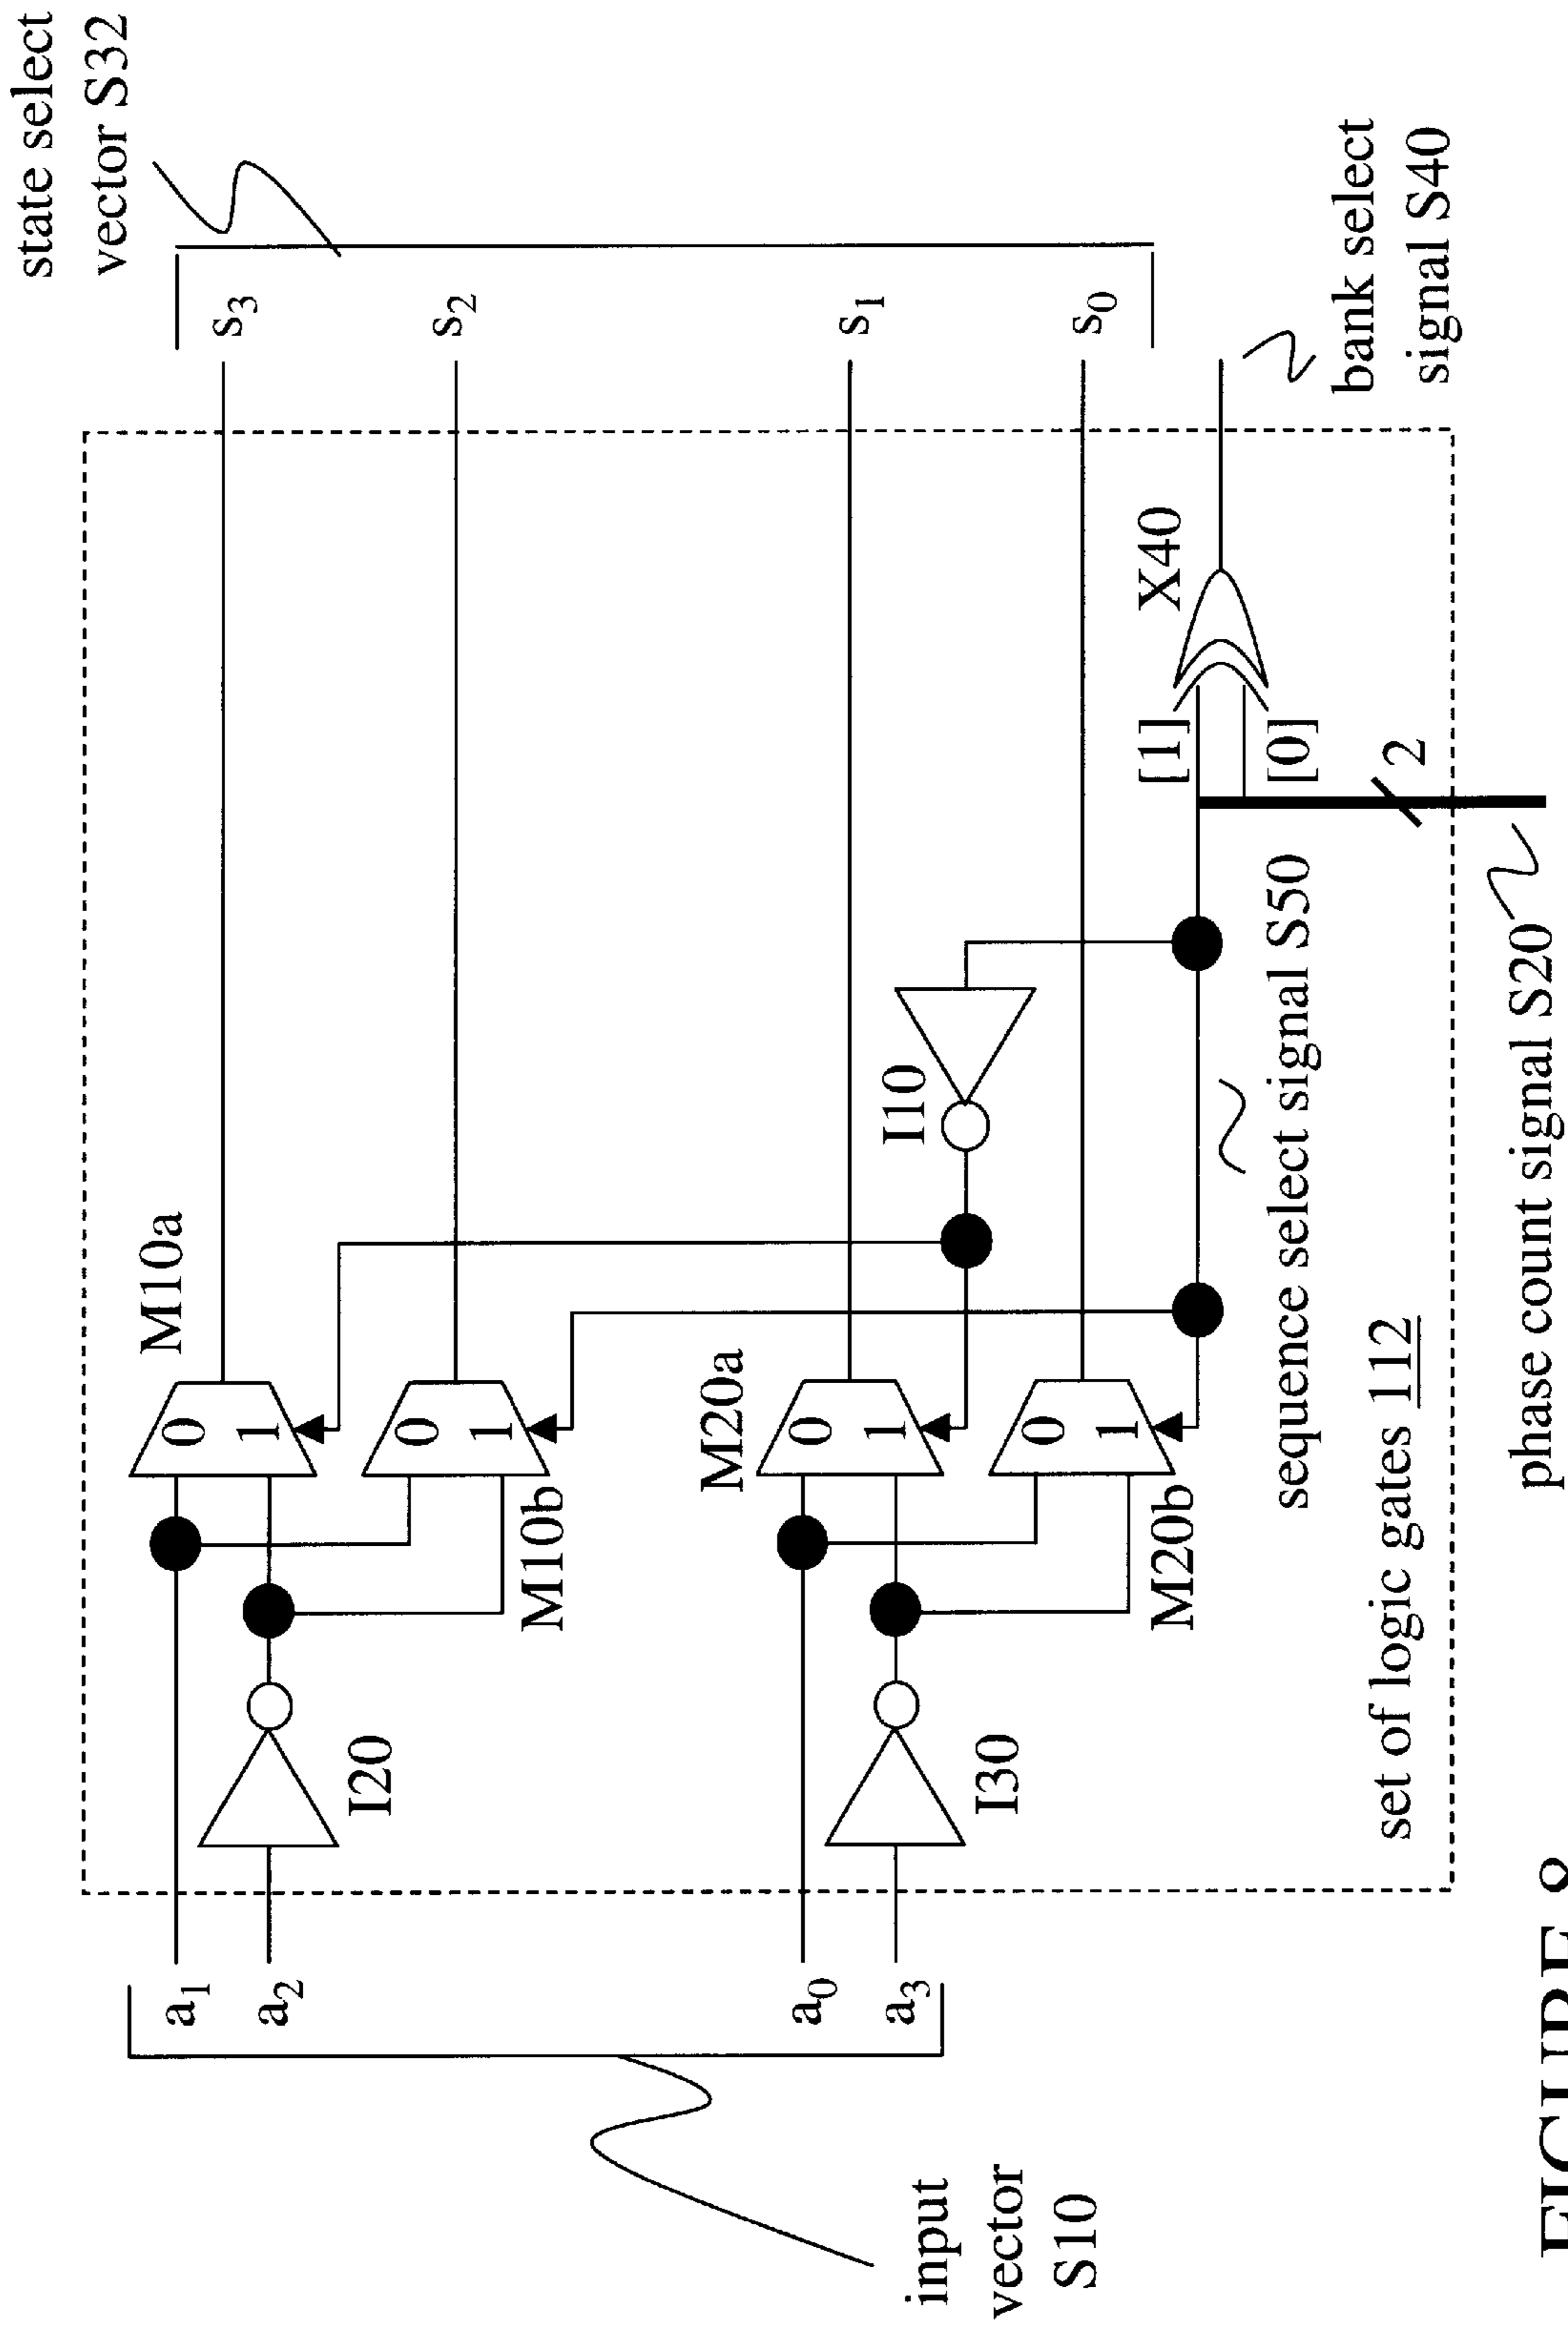 state select
vector S32
M10a
a₁
0
s₃
a₂
1
I20
0
s₂
1
M10b
M20a
a₀
0
s₁
a₃
1
I10
I30
0
s₀
1
M20b
X40
[1]
[0]
input
vector
S10
sequence select signal S50
bank select
signal S40
set of logic gates 112
2
phase count signal S20
FIGURE 8